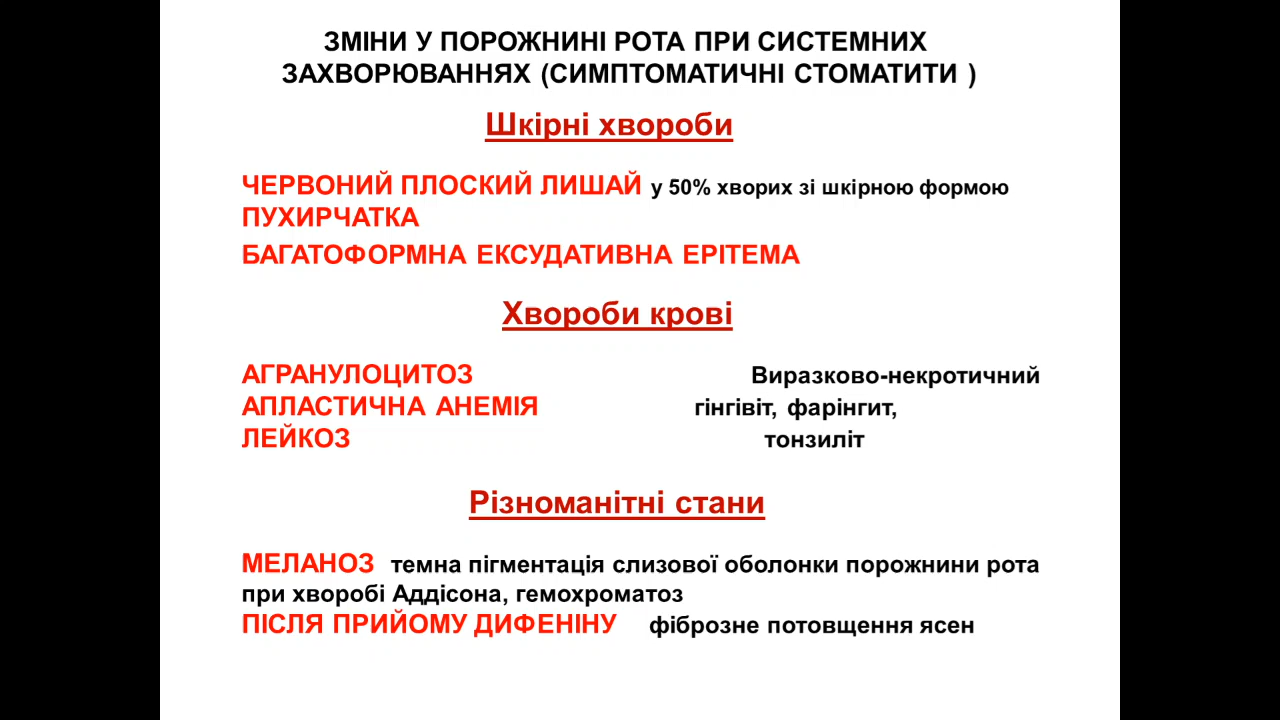 ЗМІНИ У ПОРОЖНИНІ РОТА ПРИ СИСТЕМНИХ
ЗАХВОРЮВАННЯХ (СИМПТОМАТИЧНІ СТОМАТИТИ )
Шкірні хвороби
ЧЕРВОНИЙ ПЛОСКИЙ ЛИШАЙ у 50% хворих зі шкірною формою
ПУХИРЧАТКА
БАГАТОФОРМНА ЕКСУДАТИВНА ЕРІТЕМА
Хвороби крові
АГРАНУЛОЦИТОЗ Виразково-некротичний
АПЛАСТИЧНА АНЕМІЯ гінгівіт, фарінгит,
ЛЕЙКОЗ тонзиліт
Різноманітні стани
МЕЛАНОЗ темна пігментація слизової оболонки порожнини рота
при хворобі Аддісона, гемохроматоз
ПІСЛЯ ПРИЙОМУ ДИФЕНІНУ фіброзне потовщення ясен